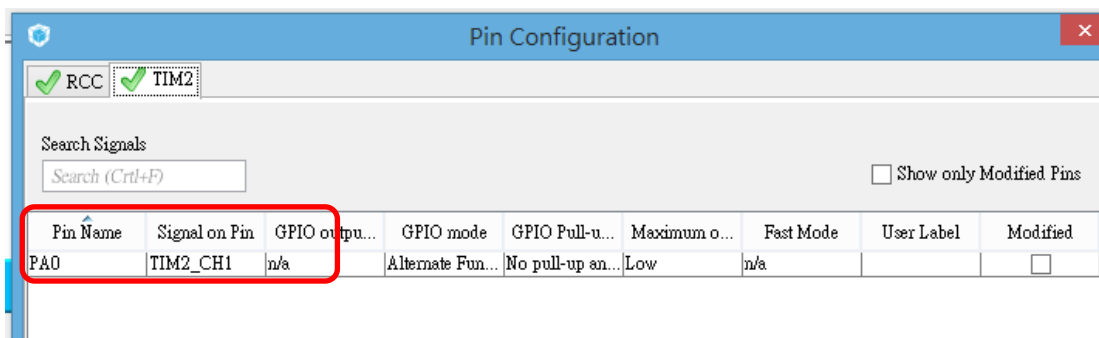 Pin Configuration
RCC TIM2
Search Signals
Search (Crtl+F)
Show only Modified Pins
Pin Name Signal on Pin GPIO outpu... GPIO mode GPIO Pull-u... Maximum o... Fast Mode User Label Modified
PA0 TIM2_CH1 n/a Alternate Fun... No pull-up an... Low n/a